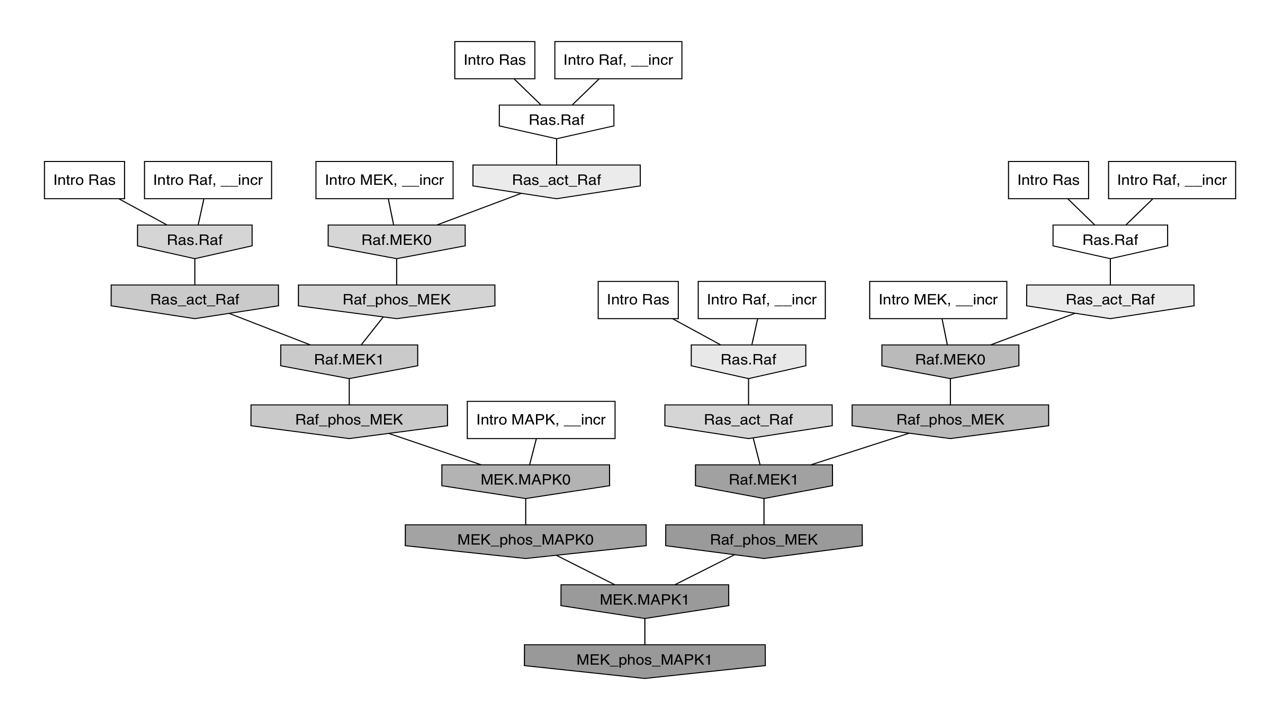 Intro Ras
Intro Raf, __incr
Ras.Raf
Intro Ras
Intro Raf, __incr
Intro MEK, __incr
Ras_act_Raf
Intro Ras
Intro Raf, __incr
Ras.Raf
Raf.MEK0
Ras.Raf
Ras_act_Raf
Raf_phos_MEK
Intro Ras
Intro Raf, __incr
Intro MEK, __incr
Ras_act_Raf
Raf.MEK1
Ras.Raf
Raf.MEK0
Raf_phos_MEK
Intro MAPK, __incr
Ras_act_Raf
Raf_phos_MEK
MEK.MAPK0
Raf.MEK1
MEK_phos_MAPK0
Raf_phos_MEK
MEK.MAPK1
MEK_phos_MAPK1